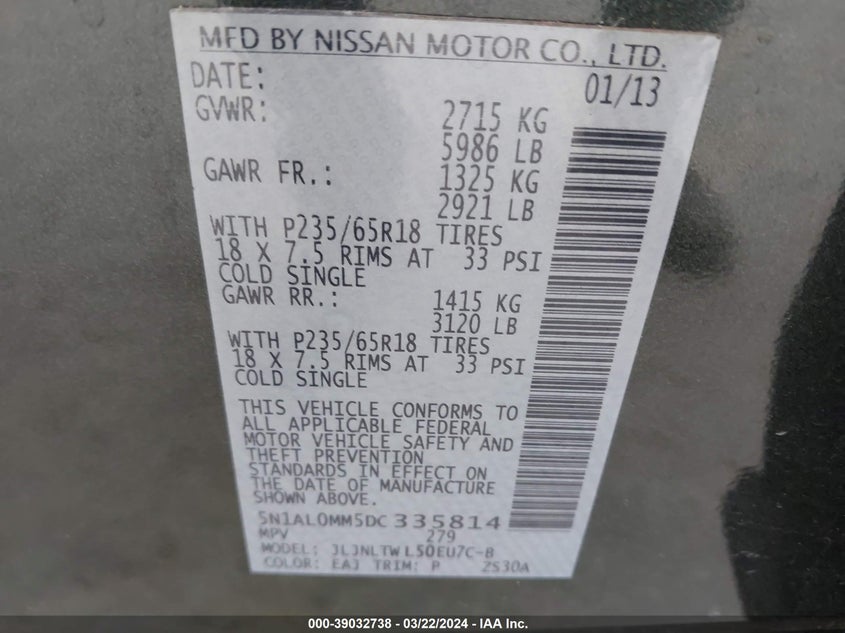 MFD BY NISSAN MOTOR CO., LTD.
DATE: 01/13
GVWR: 2715 KG
5986 LB
GAWR FR.: 1325 KG
2921 LB
WITH P235/65R18 TIRES
18 X 7.5 RIMS AT 33 PSI
COLD SINGLE
GAWR RR.: 1415 KG
3120 LB
WITH P235/65R18 TIRES
18 X 7.5 RIMS AT 33 PSI
COLD SINGLE
THIS VEHICLE CONFORMS TO
ALL APPLICABLE FEDERAL
MOTOR VEHICLE SAFETY AND
THEFT PREVENTION
STANDARDS IN EFFECT ON
THE DATE OF MANUFACTURE
SHOWN ABOVE.
5N1AL0MM5DC335814
MPV 279
MODEL: JLJNLTWL50EU7C-B
COLOR: EAJ TRIM: P ZS30A
000-39032738 - 03/22/2024 - IAA Inc.